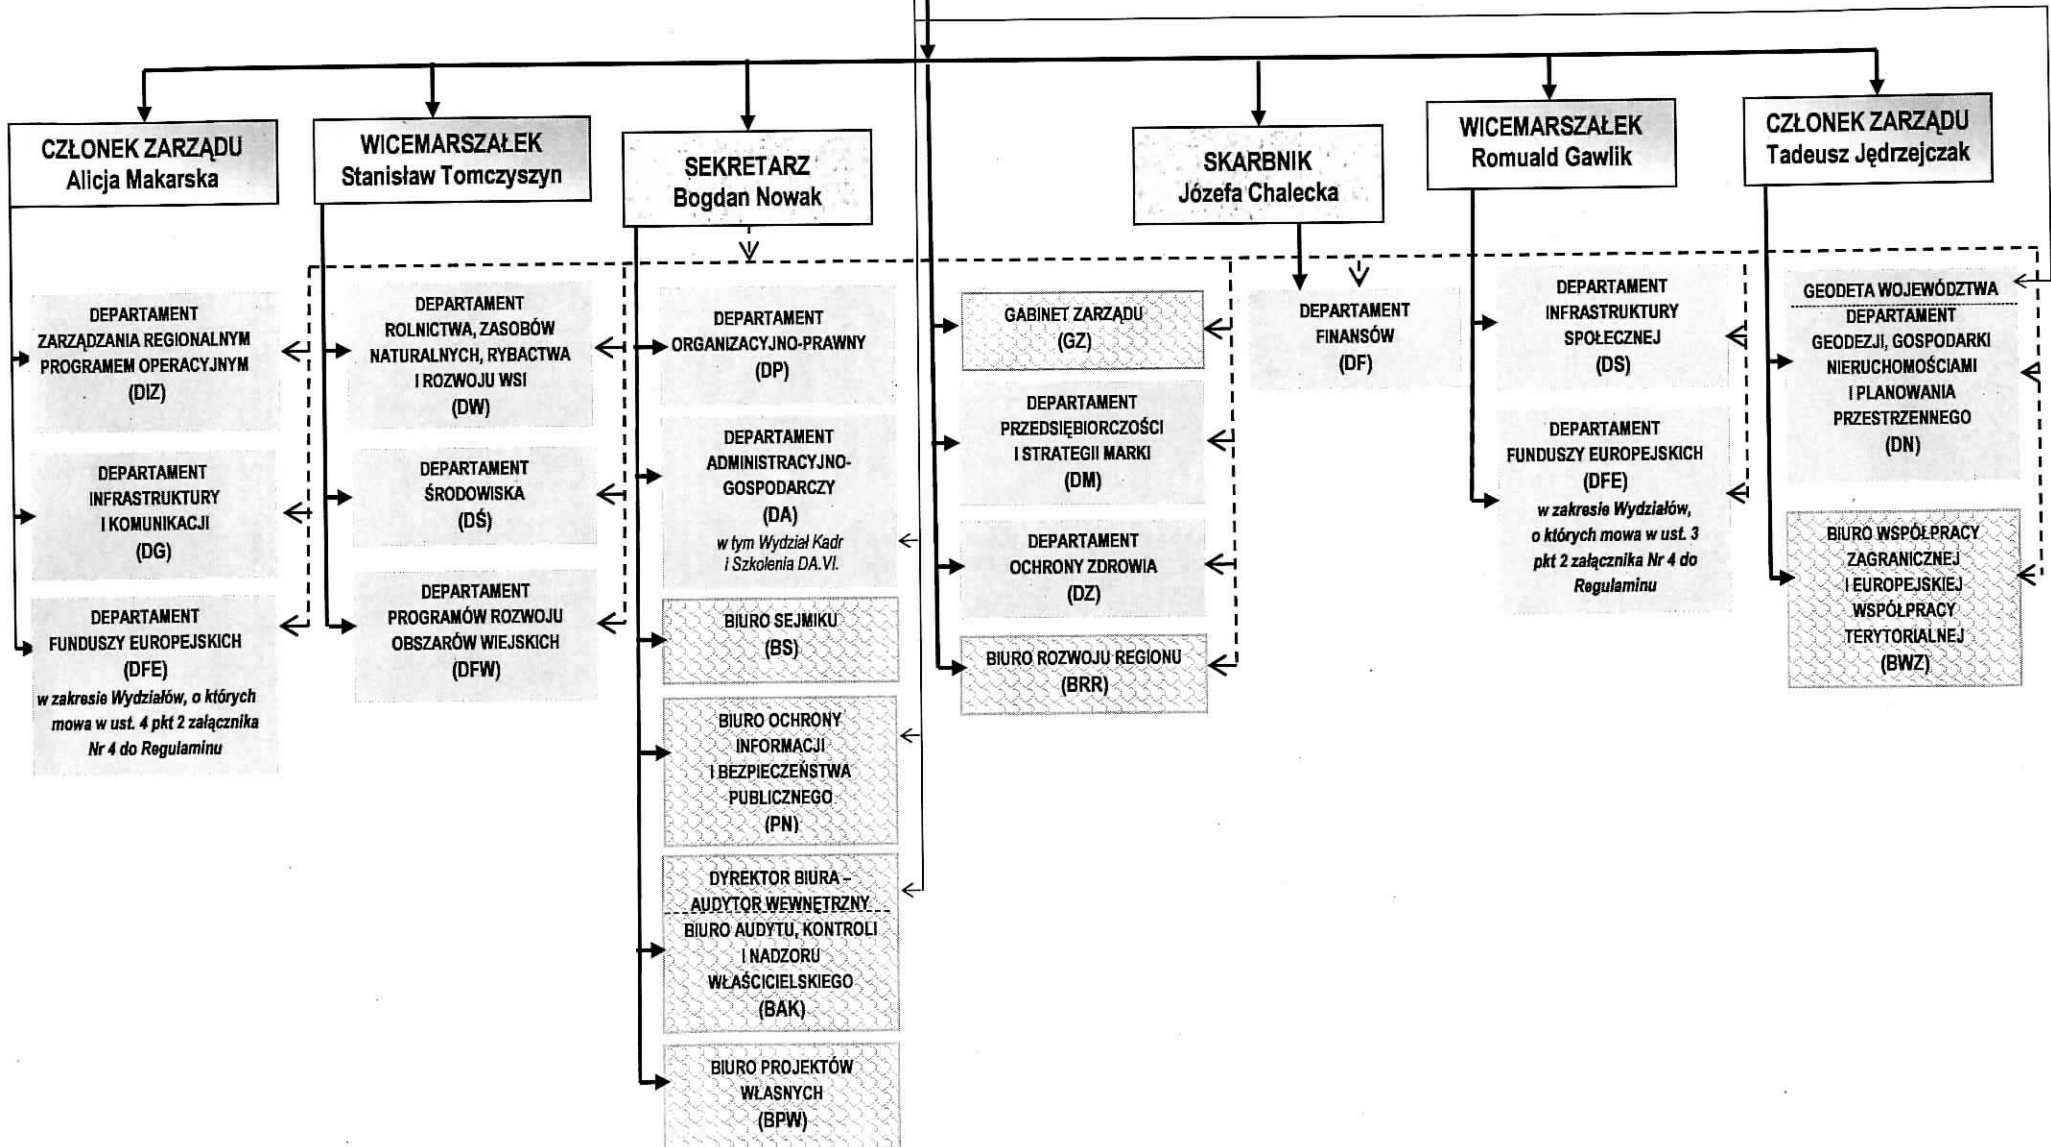 CZŁONEK ZARZĄDU
Alicja Makarska
WICEMARSZAŁEK
Stanisław Tomczyszyn
SEKRETARZ
Bogdan Nowak
SKARBNIK
Józefa Chalecka
WICEMARSZAŁEK
Romuald Gawlik
CZŁONEK ZARZĄDU
Tadeusz Jędrzejczak
DEPARTAMENT
ZARZĄDZANIA REGIONALNYM
PROGRAMEM OPERACYJNYM
(DIZ)
DEPARTAMENT
INFRASTRUKTURY
I KOMUNIKACJI
(DG)
DEPARTAMENT
FUNDUSZY EUROPEJSKICH
(DFE)
w zakresie Wydziałów, o których
mowa w ust. 4 pkt 2 załącznika
Nr 4 do Regulaminu
DEPARTAMENT
ROLNICTWA, ZASOBÓW
NATURALNYCH, RYBACTWA
I ROZWOJU WSI
(DW)
DEPARTAMENT
ŚRODOWISKA
(DŚ)
DEPARTAMENT
PROGRAMÓW ROZWOJU
OBSZARÓW WIEJSKICH
(DFW)
DEPARTAMENT
ORGANIZACYJNO-PRAWNY
(DP)
DEPARTAMENT
ADMINISTRACYJNO-
GOSPODARCZY
(DA)
w tym Wydział Kadr
i Szkolenia DA.VI.
BIURO SEJMIKU
(BS)
BIURO OCHRONY
INFORMACJI
I BEZPIECZEŃSTWA
PUBLICZNEGO
(PN)
DYREKTOR BIURA –
AUDYTOR WEWNĘTRZNY
BIURO AUDYTU, KONTROLI
I NADZORU
WŁAŚCICIELSKIEGO
(BAK)
BIURO PROJEKTÓW
WŁASNYCH
(BPW)
GABINET ZARZĄDU
(GZ)
DEPARTAMENT
PRZEDSIĘBIORCZOŚCI
I STRATEGII MARKI
(DM)
DEPARTAMENT
OCHRONY ZDROWIA
(DZ)
BIURO ROZWOJU REGIONU
(BRR)
DEPARTAMENT
FINANSÓW
(DF)
DEPARTAMENT
INFRASTRUKTURY
SPOŁECZNEJ
(DS)
DEPARTAMENT
FUNDUSZY EUROPEJSKICH
(DFE)
w zakresie Wydziałów,
o których mowa w ust. 3
pkt 2 załącznika Nr 4 do
Regulaminu
GEODETA WOJEWÓDZTWA
DEPARTAMENT
GEODEZJI, GOSPODARKI
NIERUCHOMOŚCIAMI
I PLANOWANIA
PRZESTRZENNEGO
(DN)
BIURO WSPÓŁPRACY
ZAGRANICZNEJ
I EUROPEJSKIEJ
WSPÓŁPRACY
TERYTORIALNEJ
(BWZ)